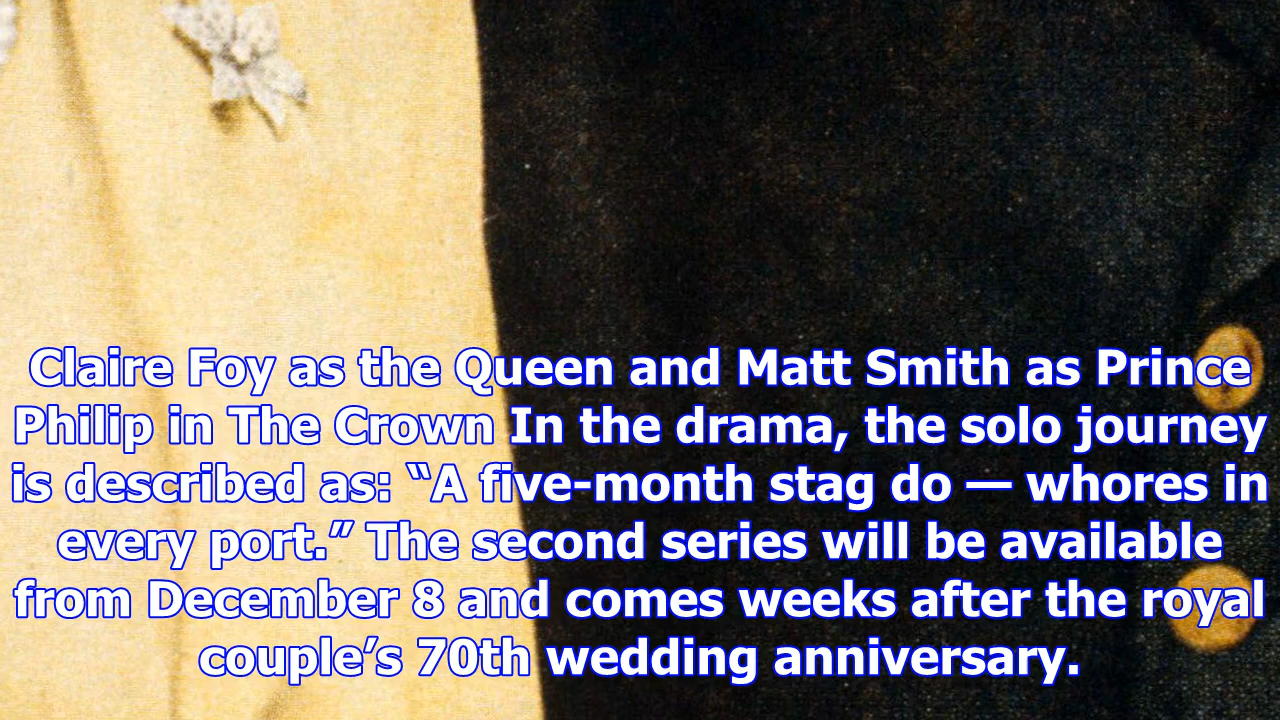 Claire Foy as the Queen and Matt Smith as Prince
Philip in The Crown In the drama, the solo journey
is described as: “A five-month stag do — whores in
every port.” The second series will be available
from December 8 and comes weeks after the royal
couple’s 70th wedding anniversary.